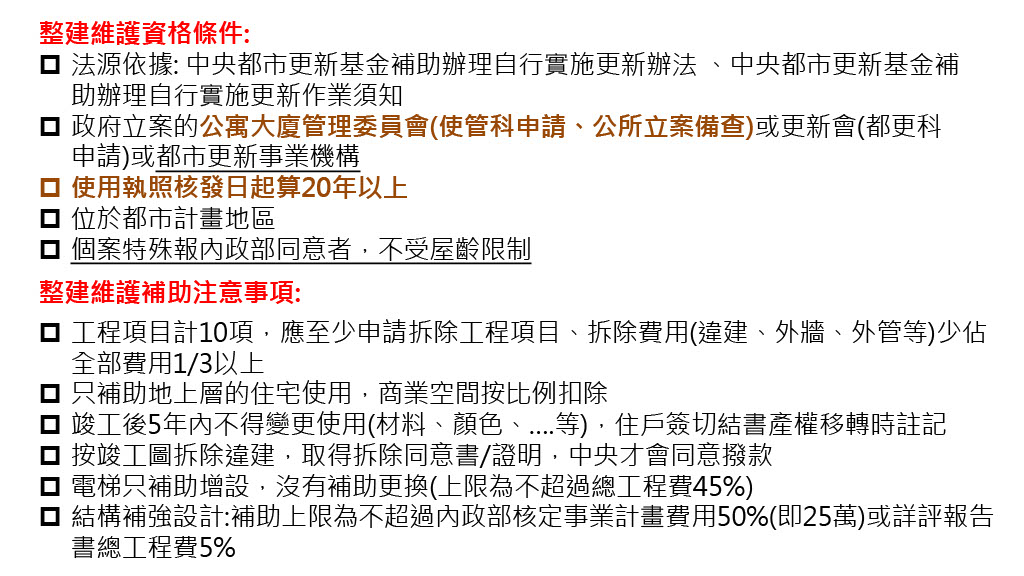 整建維護資格條件:
法源依據: 中央都市更新基金補助辦理自行實施更新辦法 、中央都市更新基金補
助辦理自行實施更新作業須知
政府立案的公寓大廈管理委員會(使管科申請、公所立案備查)或更新會(都更科
申請)或都市更新事業機構
使用執照核發日起算20年以上
位於都市計畫地區
個案特殊報內政部同意者，不受屋齡限制
整建維護補助注意事項:
工程項目計10項，應至少申請拆除工程項目、拆除費用(違建、外牆、外管等)少佔
全部費用1/3以上
只補助地上層的住宅使用，商業空間按比例扣除
竣工後5年內不得變更使用(材料、顏色、....等)，住戶簽切結書產權移轉時註記
按竣工圖拆除違建，取得拆除同意書/證明，中央才會同意撥款
電梯只補助增設，沒有補助更換(上限為不超過總工程費45%)
結構補強設計:補助上限為不超過內政部核定事業計畫費用50%(即25萬)或詳評報告
書總工程費5%